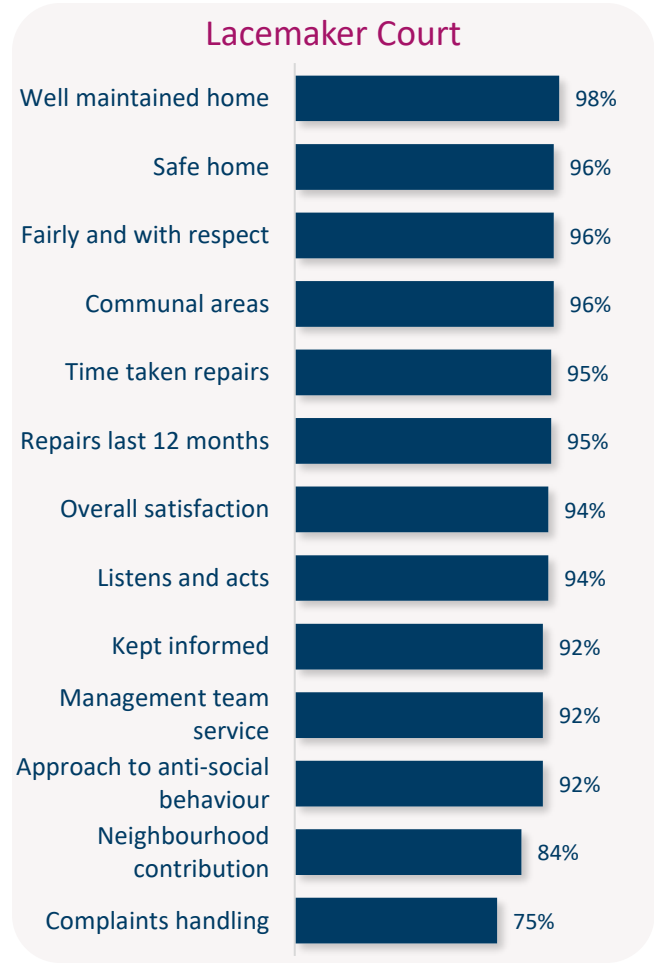 Lacemaker Court
Well maintained home 98%
Safe home 96%
Fairly and with respect 96%
Communal areas 96%
Time taken repairs 95%
Repairs last 12 months 95%
Overall satisfaction 94%
Listens and acts 94%
Kept informed 92%
Management team
service 92%
Approach to anti-social
behaviour 92%
Neighbourhood
contribution 84%
Complaints handling 75%